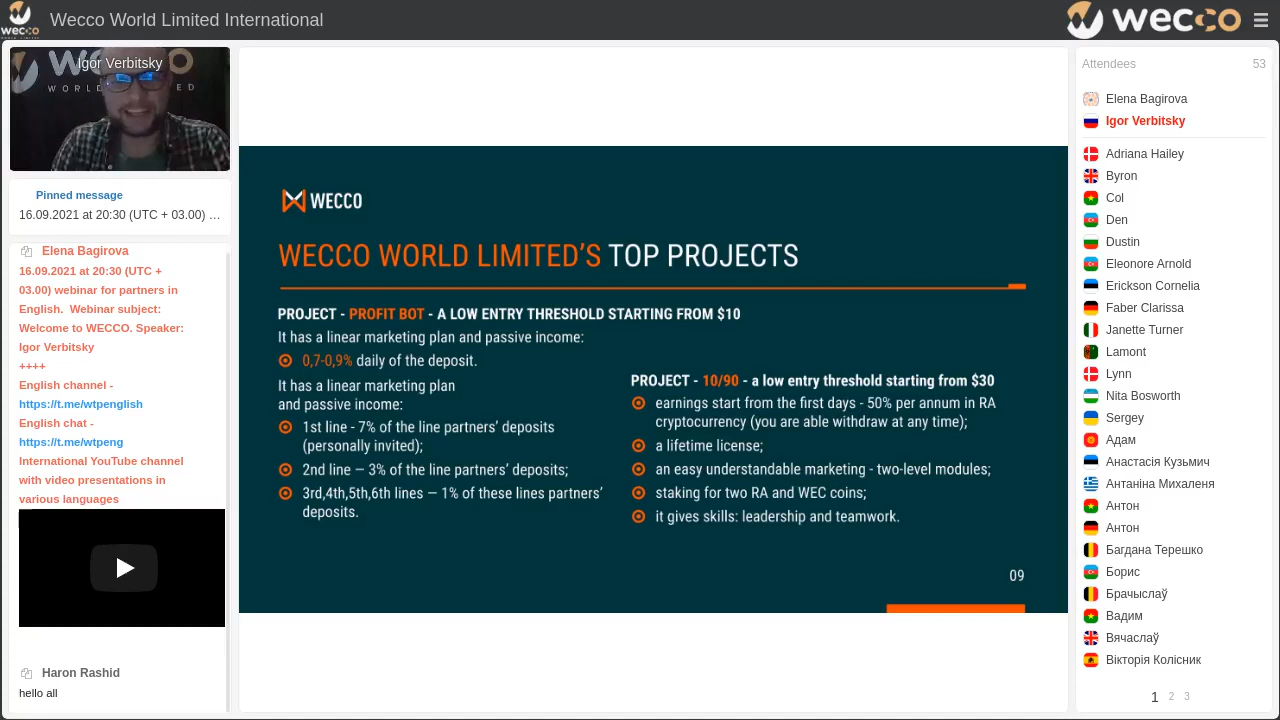 Wecco World Limited International
wecco
wecco
Igor Verbitsky
Pinned message
16.09.2021 at 20:30 (UTC + 03.00) …
Elena Bagirova
16.09.2021 at 20:30 (UTC +
03.00) webinar for partners in
English.  Webinar subject:
Welcome to WECCO. Speaker:
Igor Verbitsky
++++
English channel -
https://t.me/wtpenglish
English chat -
https://t.me/wtpeng
International YouTube channel
with video presentations in
various languages
Haron Rashid
hello all
WECCO
WECCO WORLD LIMITED'S TOP PROJECTS
PROJECT - PROFIT BOT - A LOW ENTRY THRESHOLD STARTING FROM $10
It has a linear marketing plan and passive income:
0,7-0,9% daily of the deposit.
It has a linear marketing plan
and passive income:
1st line - 7% of the line partners' deposits
(personally invited);
2nd line — 3% of the line partners' deposits;
3rd,4th,5th,6th lines — 1% of these lines partners'
deposits.
PROJECT - 10/90 - a low entry threshold starting from $30
earnings start from the first days - 50% per annum in RA
cryptocurrency (you are able withdraw at any time);
a lifetime license;
an easy understandable marketing - two-level modules;
staking for two RA and WEC coins;
it gives skills: leadership and teamwork.
09
Attendees 53
Elena Bagirova
Igor Verbitsky
Adriana Hailey
Byron
Col
Den
Dustin
Eleonore Arnold
Erickson Cornelia
Faber Clarissa
Janette Turner
Lamont
Lynn
Nita Bosworth
Sergey
Адам
Анастасія Кузьмич
Антаніна Михаленя
Антон
Антон
Багдана Терешко
Борис
Брачыслаў
Вадим
Вячаслаў
Вікторія Колісник
1 2 3